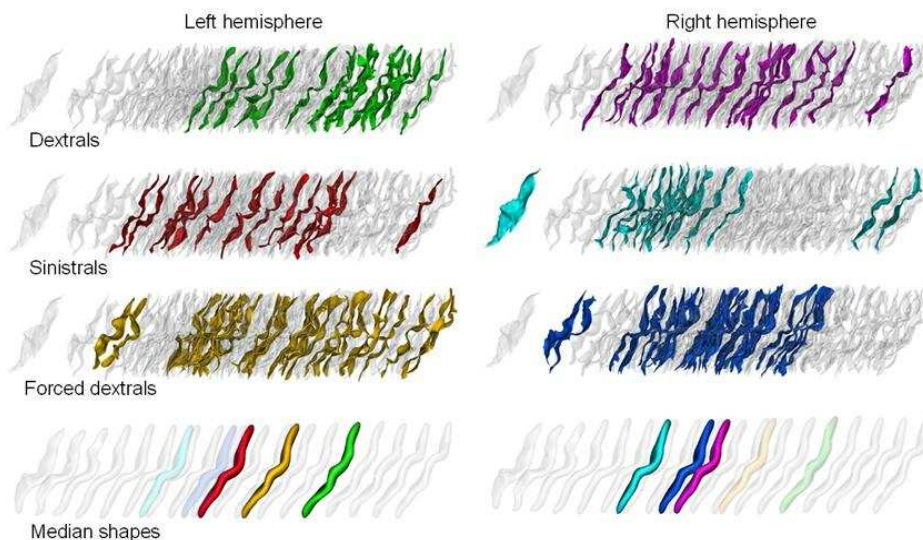 Left hemisphere
Right hemisphere
Dextrals
Sinistrals
Forced dextrals
Median shapes